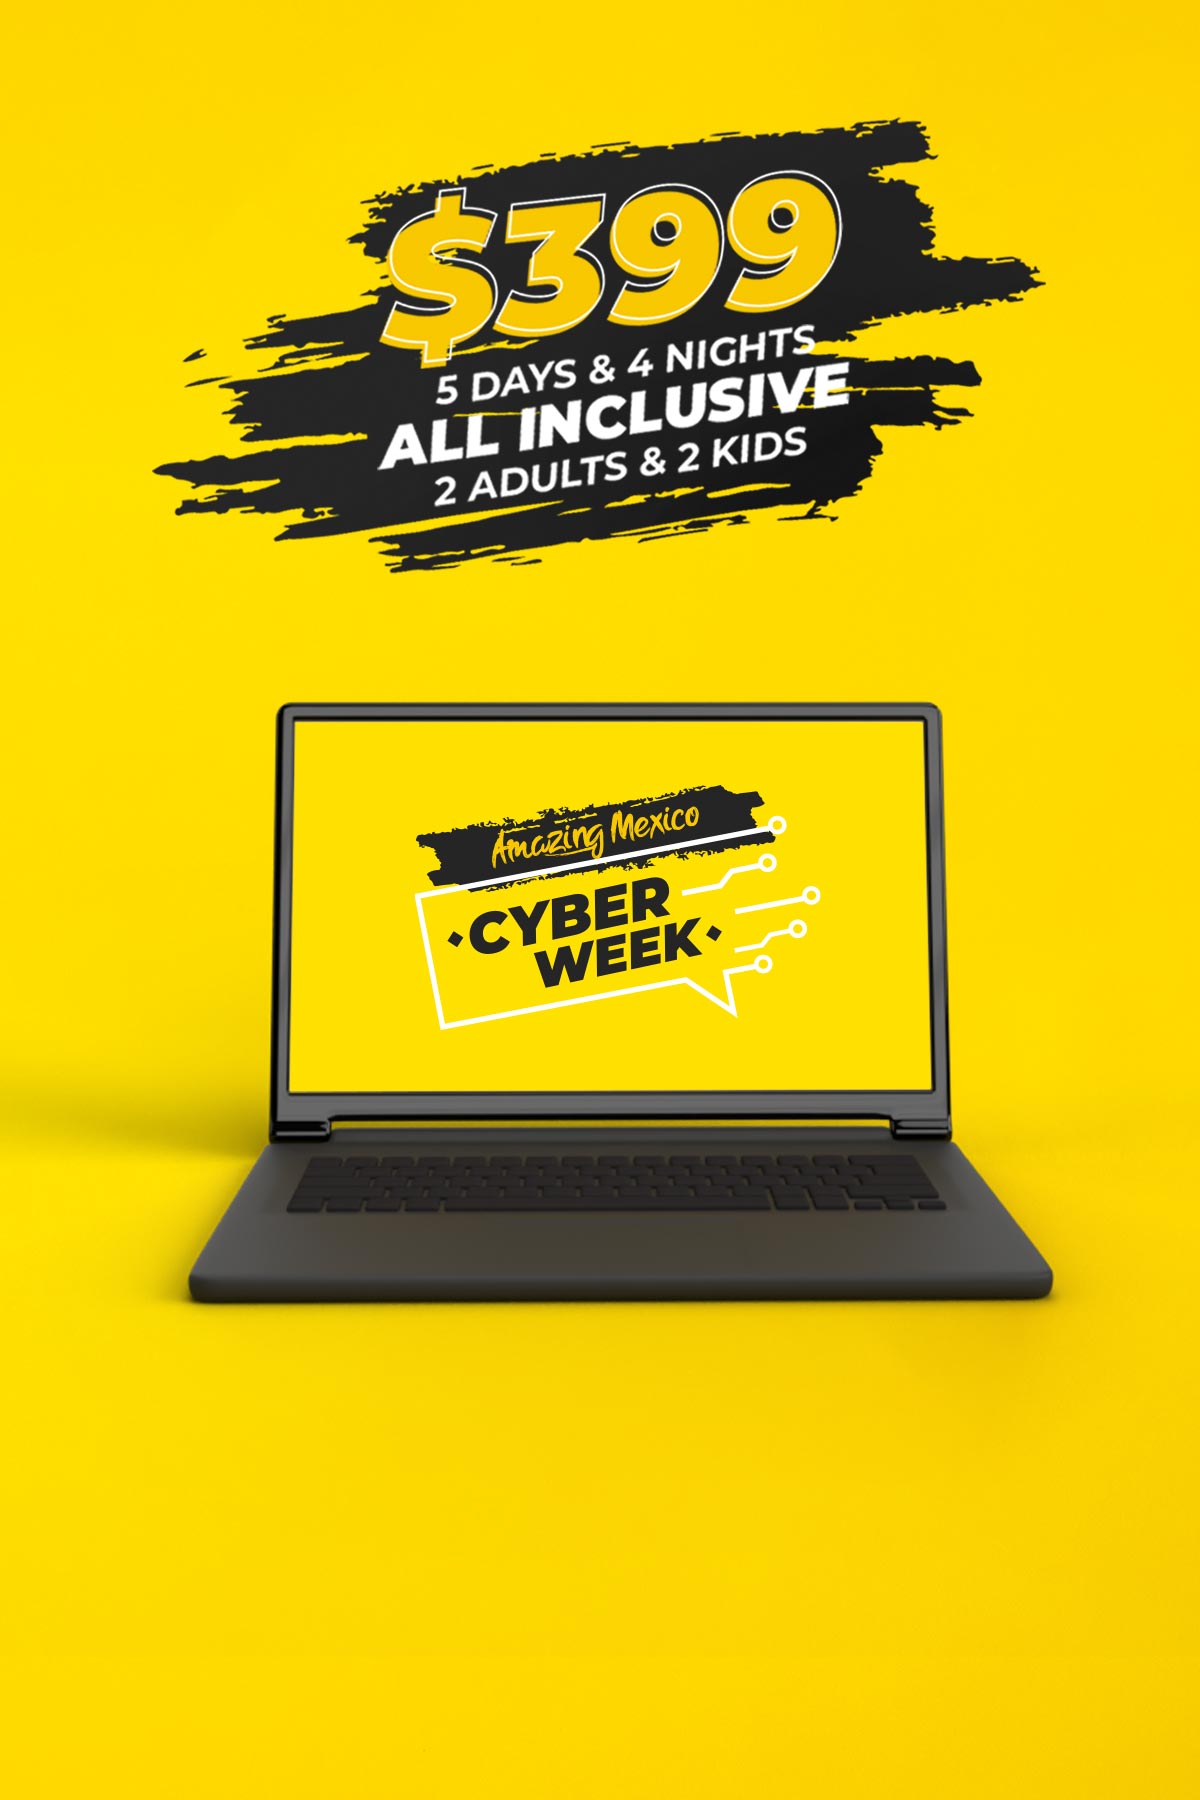 $399
5 DAYS & 4 NIGHTS
ALL INCLUSIVE
2 ADULTS & 2 KIDS
Amazing Mexico
•CYBER
WEEK•